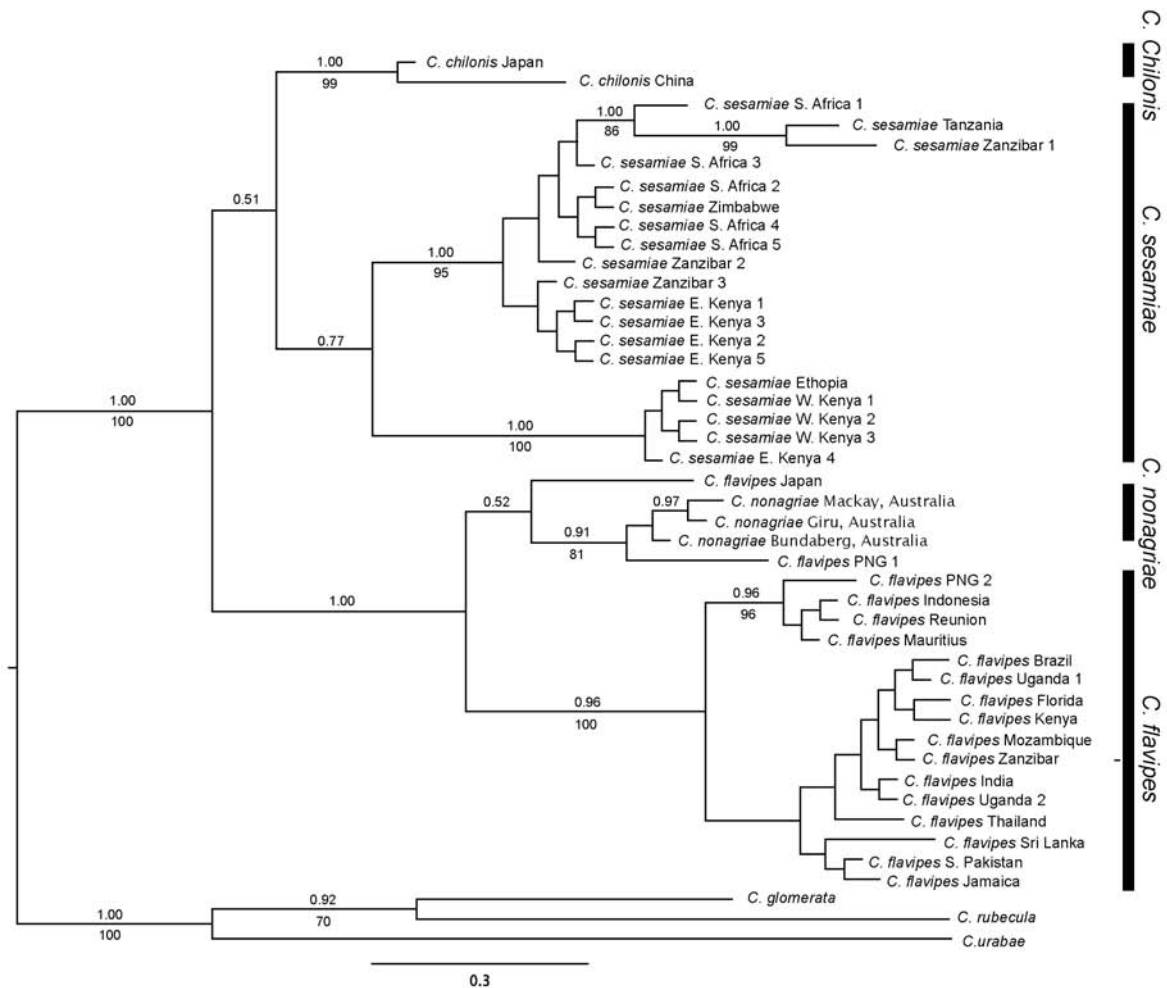 C. Chilonis
1.00
C. chilonis Japan
99
C. chilonis China
C. sesamiae S. Africa 1
1.00
86
1.00
C. sesamiae Tanzania
99
C. sesamiae Zanzibar 1
C. sesamiae S. Africa 3
C. sesamiae S. Africa 2
0.51
C. sesamiae Zimbabwe
C. sesamiae S. Africa 4
C. sesamiae S. Africa 5
1.00
95
C. sesamiae Zanzibar 2
C. sesamiae Zanzibar 3
C. sesamiae E. Kenya 1
C. sesamiae E. Kenya 3
0.77
C. sesamiae E. Kenya 2
C. sesamiae E. Kenya 5
C. sesamiae
C. sesamiae Ethopia
C. sesamiae W. Kenya 1
1.00
100
C. sesamiae W. Kenya 2
1.00
100
C. sesamiae W. Kenya 3
C. sesamiae E. Kenya 4
C. flavipes Japan
0.52
0.97
C. nonagriae Mackay, Australia
C. nonagriae Giru, Australia
0.91
81
C. nonagriae Bundaberg, Australia
C. flavipes PNG 1
C. nonagriae
C. flavipes PNG 2
0.96
96
1.00
C. flavipes Indonesia
C. flavipes Reunion
C. flavipes Mauritius
C. flavipes Brazil
C. flavipes Uganda 1
C. flavipes Florida
0.96
100
C. flavipes Kenya
C. flavipes Mozambique
C. flavipes Zanzibar
C. flavipes India
C. flavipes Uganda 2
C. flavipes Thailand
C. flavipes Sri Lanka
C. flavipes S. Pakistan
C. flavipes Jamaica
C. flavipes
0.92
70
C. glomerata
1.00
100
C. rubecula
C.urabae
0.3